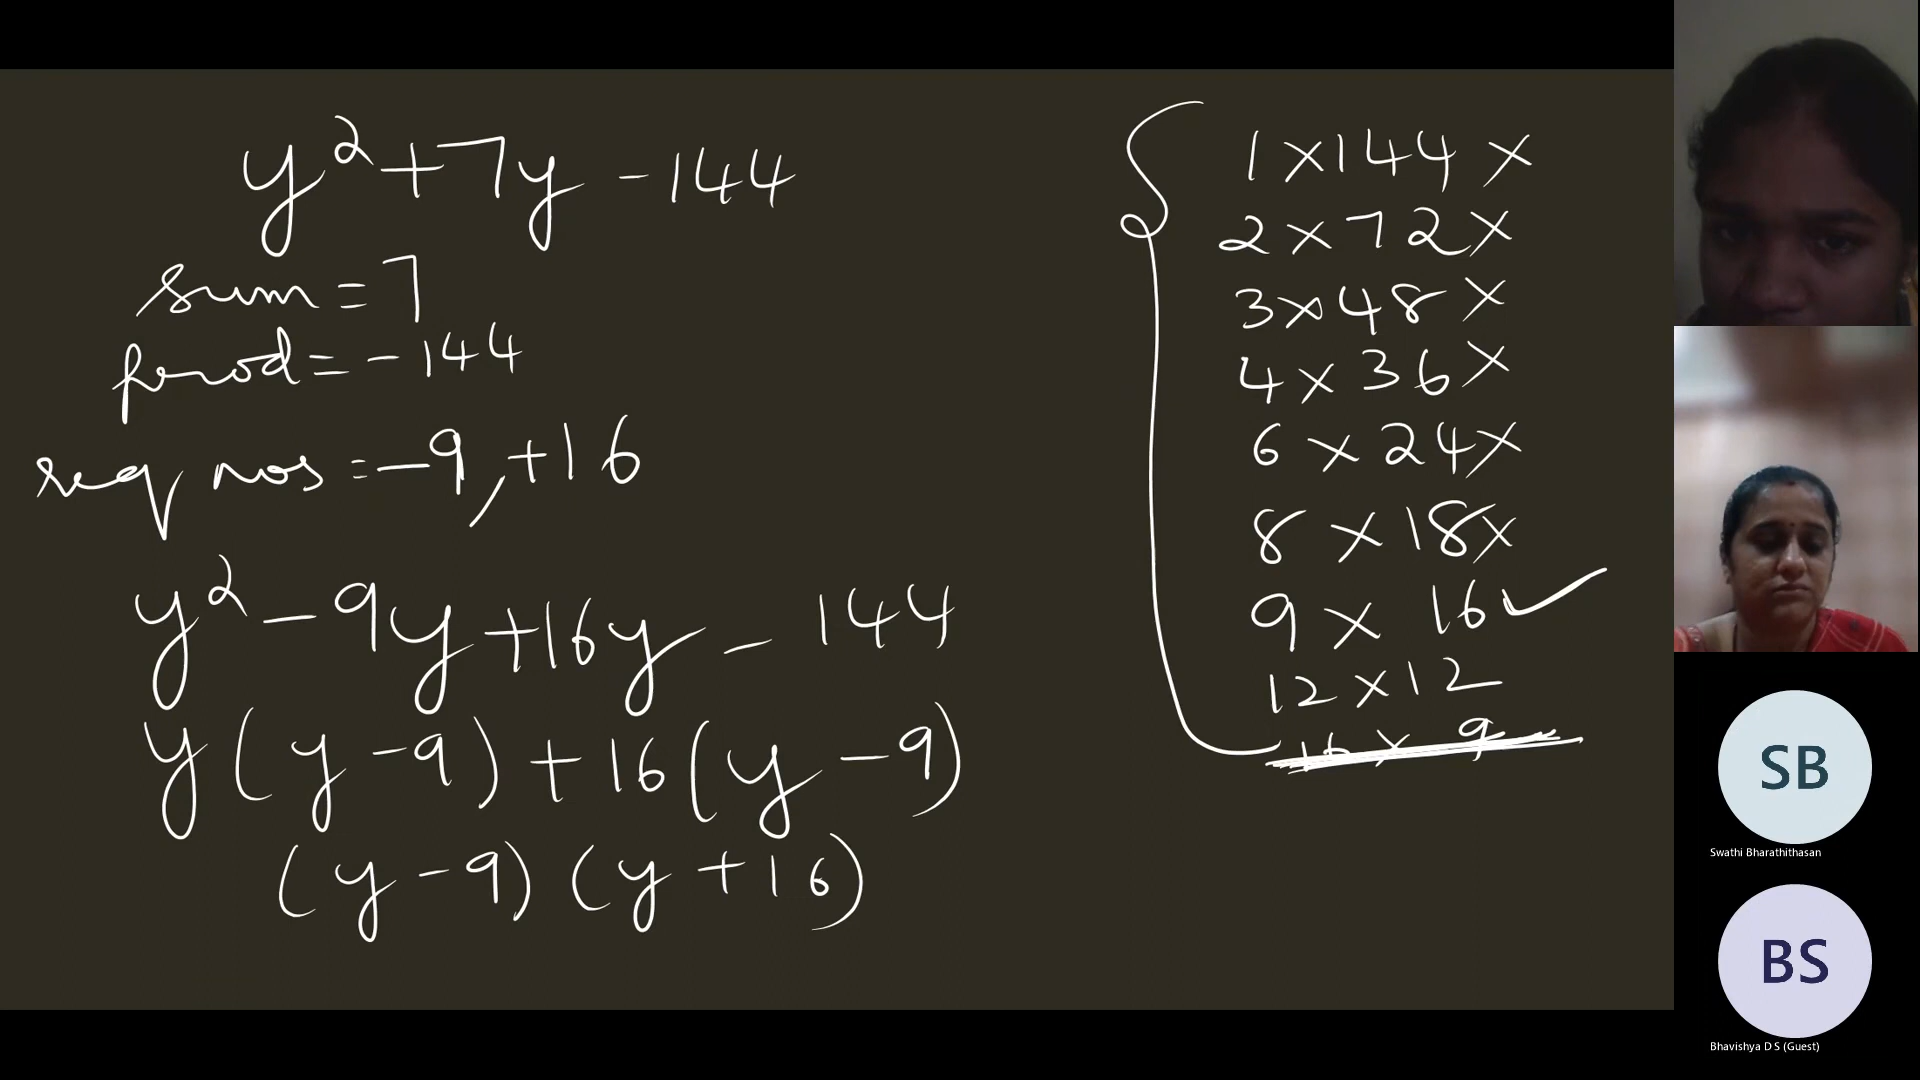 y²+7y-144
sum=7
prod=-144
req nos=-9,+16
y²-9y+16y-144
y(y-9)+16(y-9)
(y-9)(y+16)
1×144 ×
2×72×
3×48×
4×36×
6×24×
8×18×
9×16✓
12×12
16×9
SB
Swathi Bharathithasan
BS
Bhavishya D S (Guest)